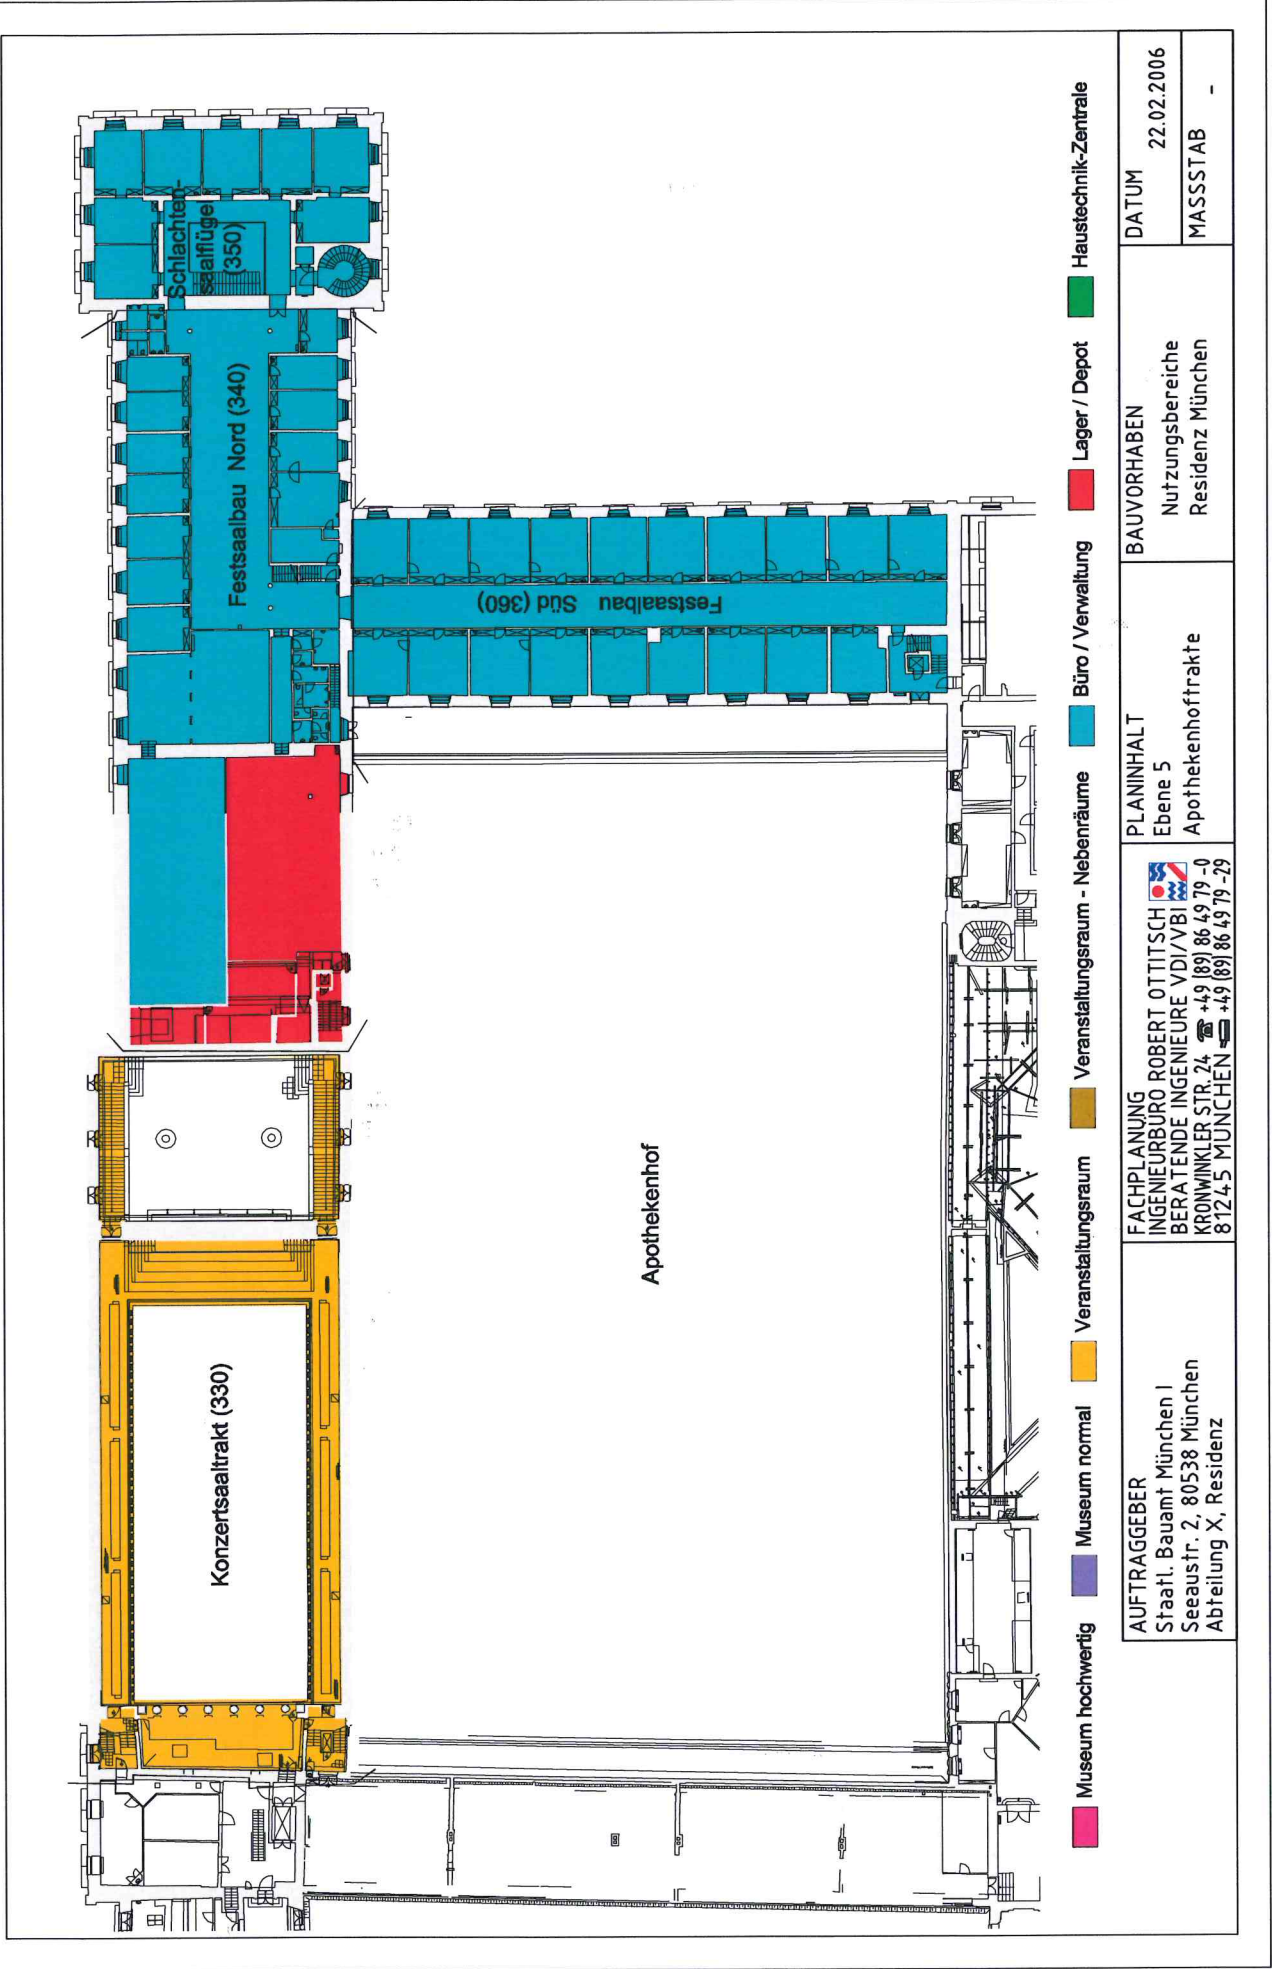 Schlachten-
saalflügel
(350)
Festsaalbau Nord (340)
Festsaalbau Süd (360)
Konzertsaaltrakt (330)
Apothekenhof
Museum hochwertig
Museum normal
Veranstaltungsraum
Veranstaltungsraum - Nebenräume
Büro / Verwaltung
Lager / Depot
Haustechnik-Zentrale
AUFTRAGGEBER
Staatl. Bauamt München I
Seeaustr. 2, 80538 München
Abteilung X, Residenz
FACHPLANUNG
INGENIEURBÜRO ROBERT OTTITSCH
BERATENDE INGENIEURE VDI/VBI
KRONWINKLER STR. 24 ☎ +49 (89) 86 49 79 -0
81245 MÜNCHEN +49 (89) 86 49 79 -29
PLANINHALT
Ebene 5
Apothekenhoftrakte
BAUVORHABEN
Nutzungsbereiche
Residenz München
DATUM
22.02.2006
MASSSTAB
-